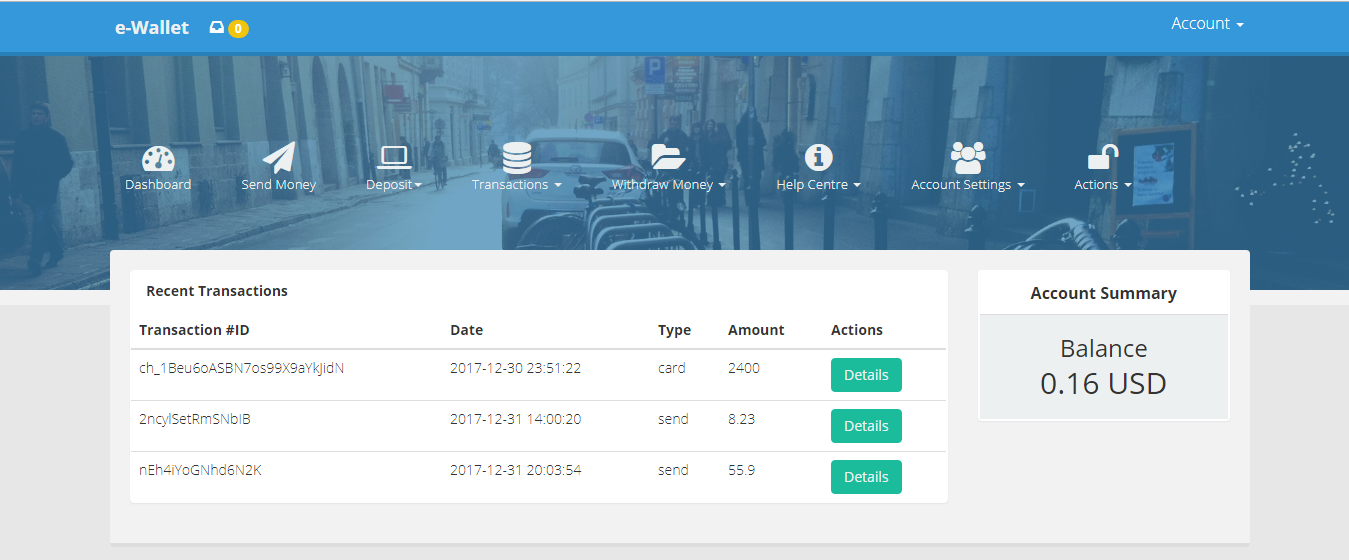 e-Wallet 0 Account
Dashboard Send Money Deposit Transactions Withdraw Money Help Centre Account Settings Actions
Recent Transactions
Transaction #ID Date Type Amount Actions
ch_1Beu6oASBN7os99X9aYkJidN 2017-12-30 23:51:22 card 2400 Details
2ncylSetRmSNbIB 2017-12-31 14:00:20 send 8.23 Details
nEh4iYoGNhd6N2K 2017-12-31 20:03:54 send 55.9 Details
Account Summary
Balance
0.16 USD